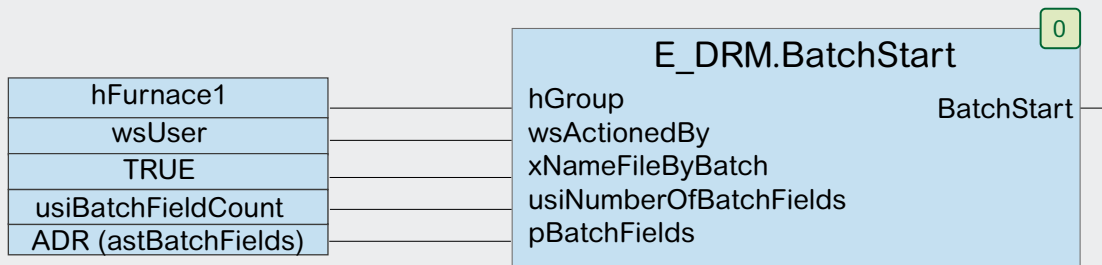 0
E_DRM.BatchStart
hFurnace1
hGroup
BatchStart
wsUser
wsActionedBy
TRUE
xNameFileByBatch
usiBatchFieldCount
usiNumberOfBatchFields
ADR (astBatchFields)
pBatchFields